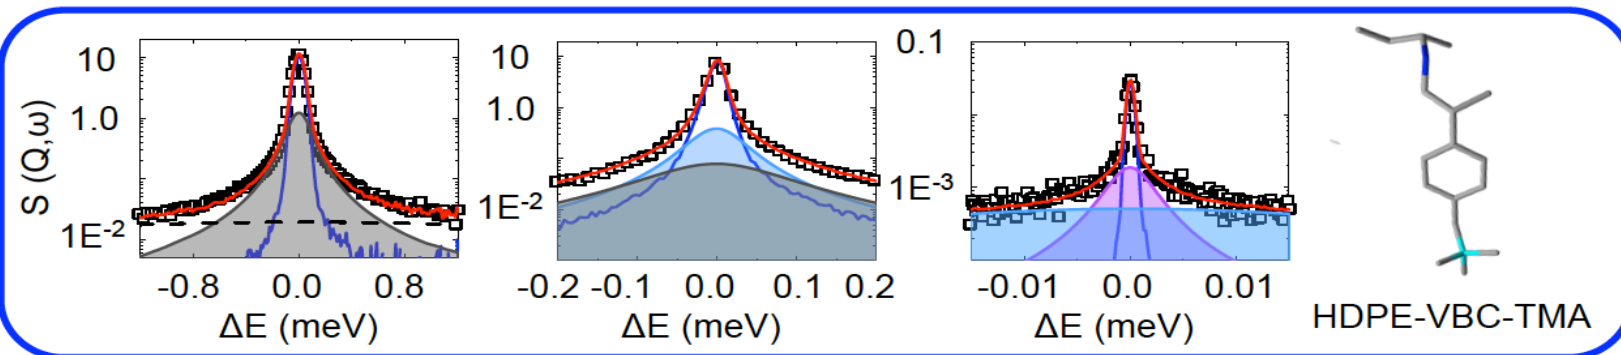 S (Q,ω)
10
1.0
1E⁻²
-0.8 0.0 0.8
ΔE (meV)
10
1.0
1E⁻²
-0.2 -0.1 0.0 0.1 0.2
ΔE (meV)
0.1
1E⁻³
-0.01 0.0 0.01
ΔE (meV)
HDPE-VBC-TMA